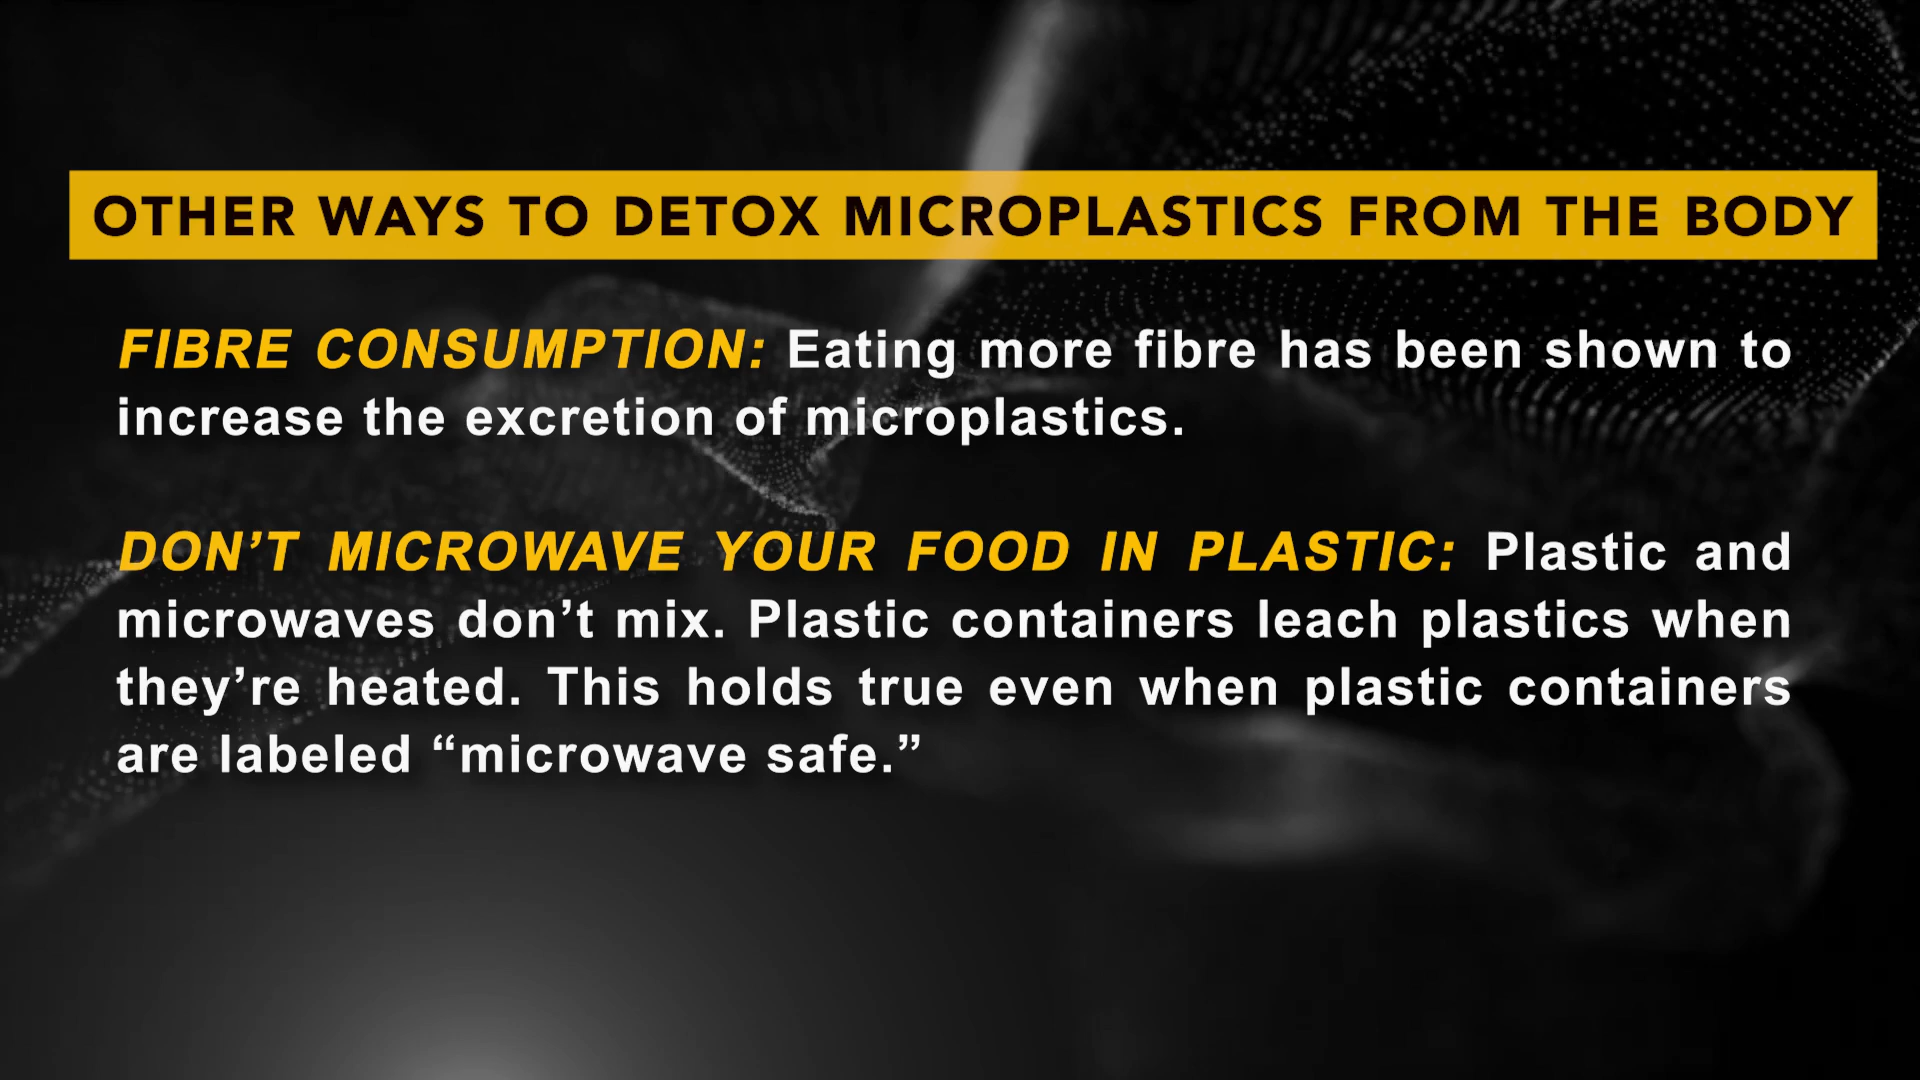 OTHER WAYS TO DETOX MICROPLASTICS FROM THE BODY
FIBRE CONSUMPTION: Eating more fibre has been shown to
increase the excretion of microplastics.
DON’T MICROWAVE YOUR FOOD IN PLASTIC: Plastic and
microwaves don’t mix. Plastic containers leach plastics when
they’re heated. This holds true even when plastic containers
are labeled “microwave safe.”